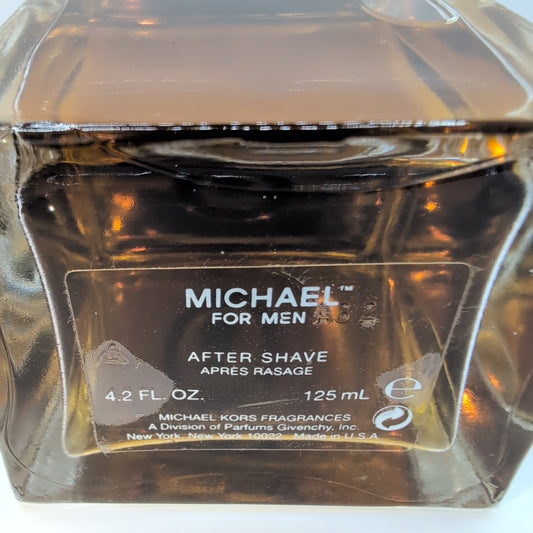 MICHAEL™
FOR MEN
AFTER SHAVE
APRÈS RASAGE
4.2 FL. OZ. 125 mL e
MICHAEL KORS FRAGRANCES
A Division of Parfums Givenchy, Inc.
New York, New York 10022 Made in U.S.A